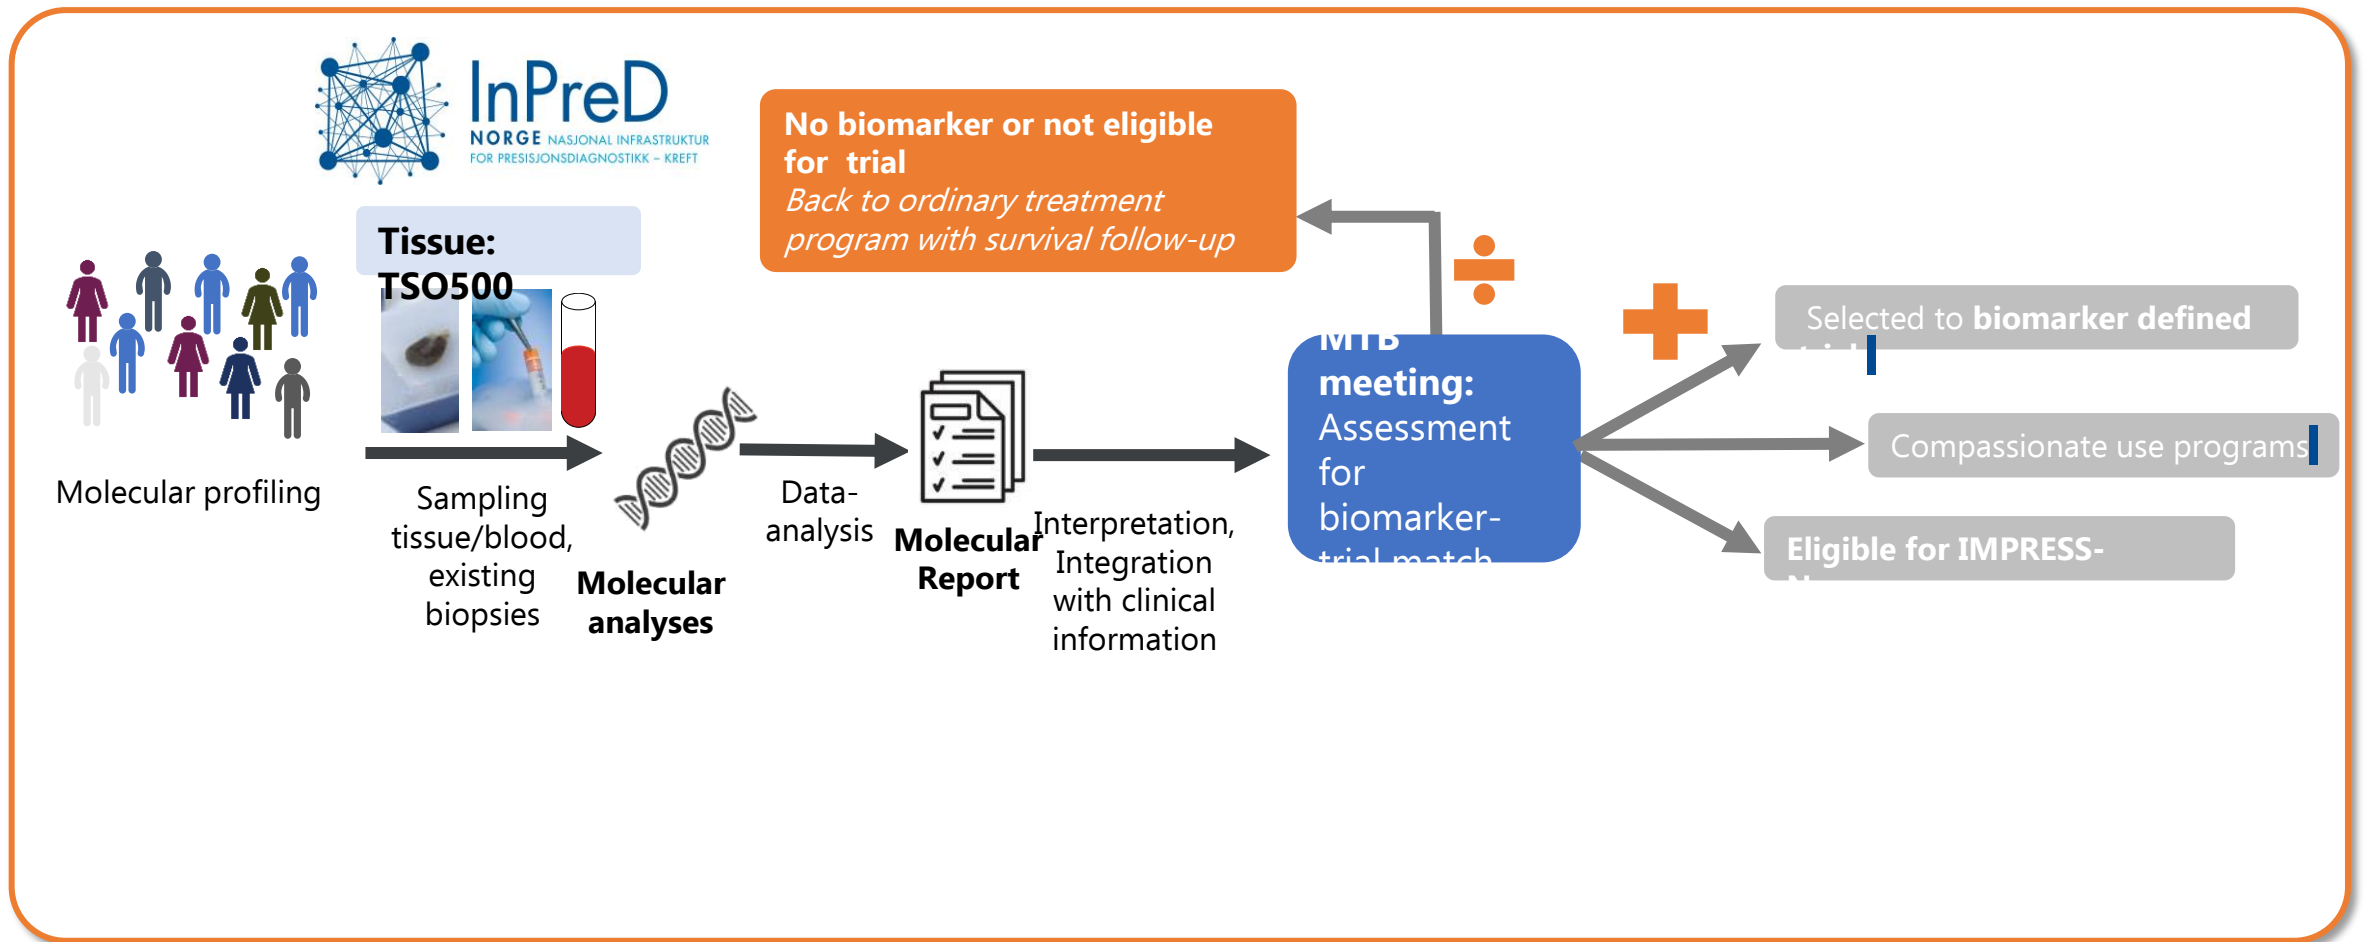 InPreD
NORGE NASJONAL INFRASTRUKTUR
FOR PRESISJONSDIAGNOSTIKK – KREFT
No biomarker or not eligible
for trial
Back to ordinary treatment
program with survival follow-up
Tissue:
TSO500
Molecular profiling
Sampling
tissue/blood,
existing
biopsies
Molecular
analyses
Data-
analysis
Molecular
Report
Interpretation,
Integration
with clinical
information
MTB
meeting:
Assessment
for
biomarker-
trial match
Selected to biomarker defined
Compassionate use programs
Eligible for IMPRESS-